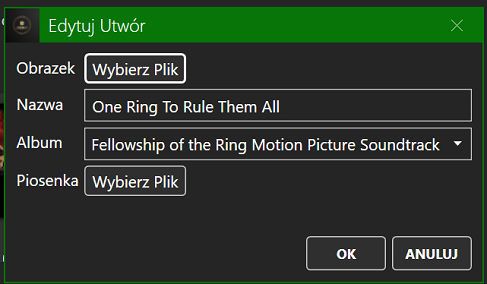 Edytuj Utwór
Obrazek Wybierz Plik
Nazwa One Ring To Rule Them All
Album Fellowship of the Ring Motion Picture Soundtrack
Piosenka Wybierz Plik
OK ANULUJ